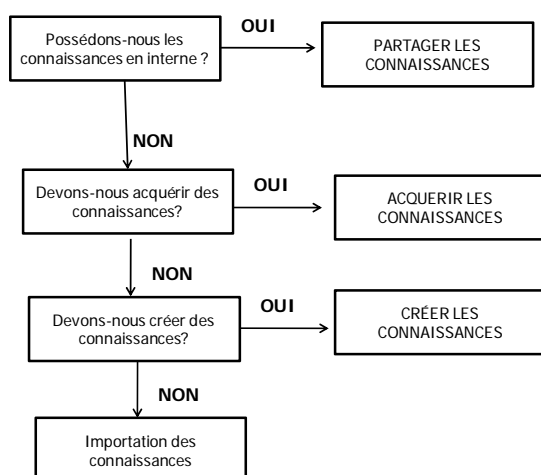 Possédons-nous les
connaissances en interne ?
OUI
PARTAGER LES
CONNAISSANCES
NON
Devons-nous acquérir des
connaissances?
OUI
ACQUERIR LES
CONNAISSANCES
NON
Devons-nous créer des
connaissances?
OUI
CRÉER LES
CONNAISSANCES
NON
Importation des
connaissances